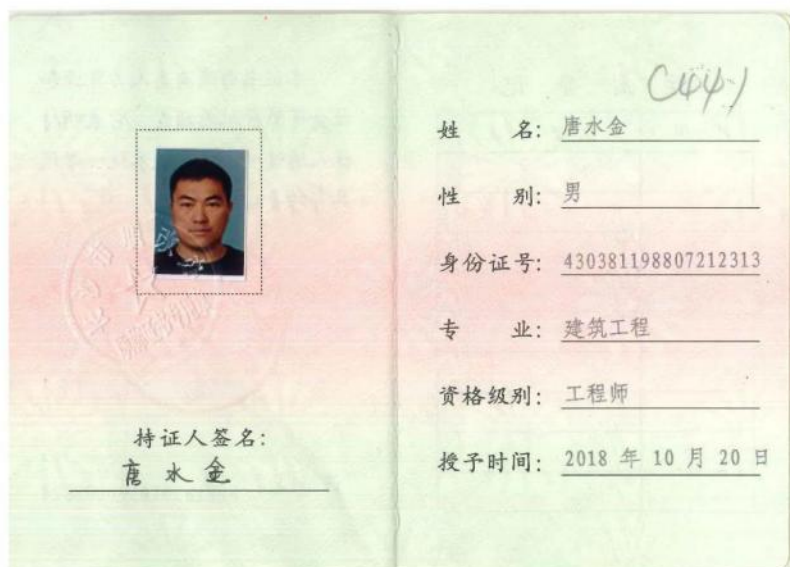 持证人签名：
唐水金
C144-1
姓 名： 唐水金
性 别： 男
身份证号： 430381198807212313
专 业： 建筑工程
资格级别： 工程师
授予时间： 2018 年 10 月 20 日